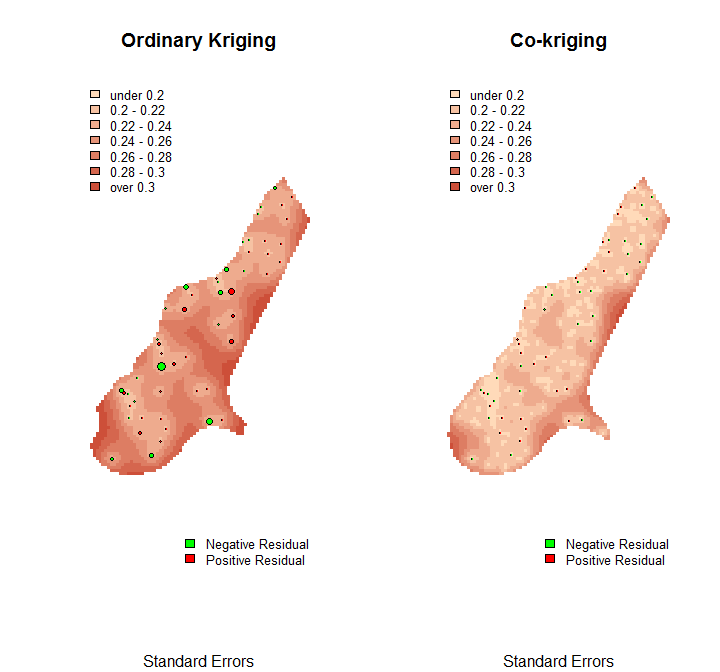 Ordinary Kriging
under 0.2
0.2 - 0.22
0.22 - 0.24
0.24 - 0.26
0.26 - 0.28
0.28 - 0.3
over 0.3
Negative Residual
Positive Residual
Standard Errors
Co-kriging
under 0.2
0.2 - 0.22
0.22 - 0.24
0.24 - 0.26
0.26 - 0.28
0.28 - 0.3
over 0.3
Negative Residual
Positive Residual
Standard Errors